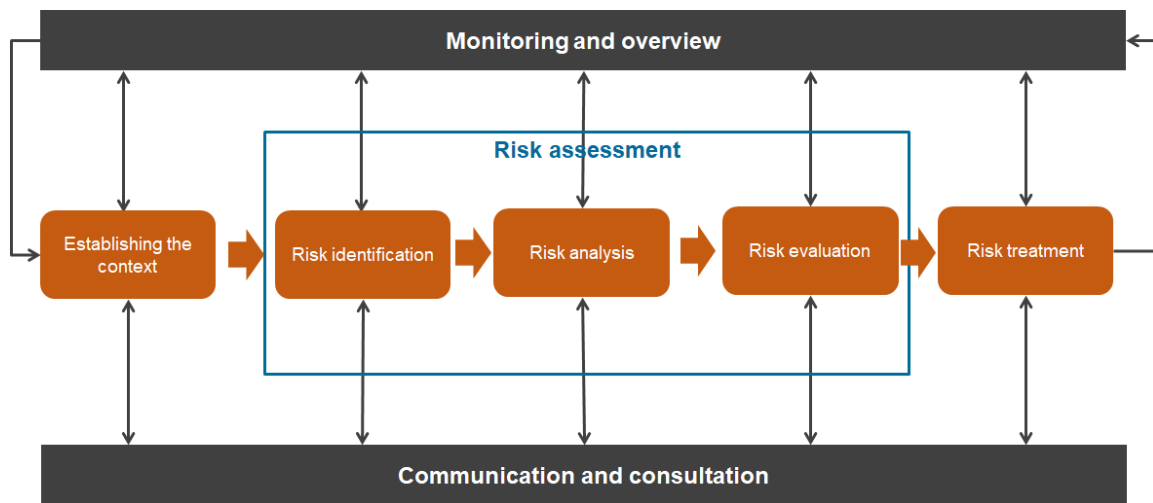 Monitoring and overview
Risk assessment
Establishing the
context
Risk identification
Risk analysis
Risk evaluation
Risk treatment
Communication and consultation